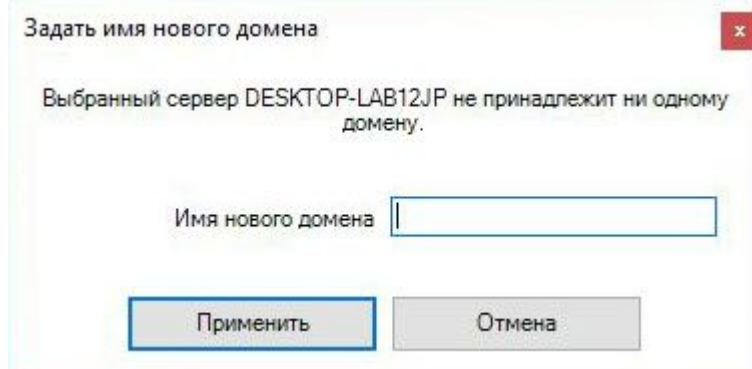 Задать имя нового домена
x
Выбранный сервер DESKTOP-LAB12JP не принадлежит ни одному
домену.
Имя нового домена
Применить
Отмена